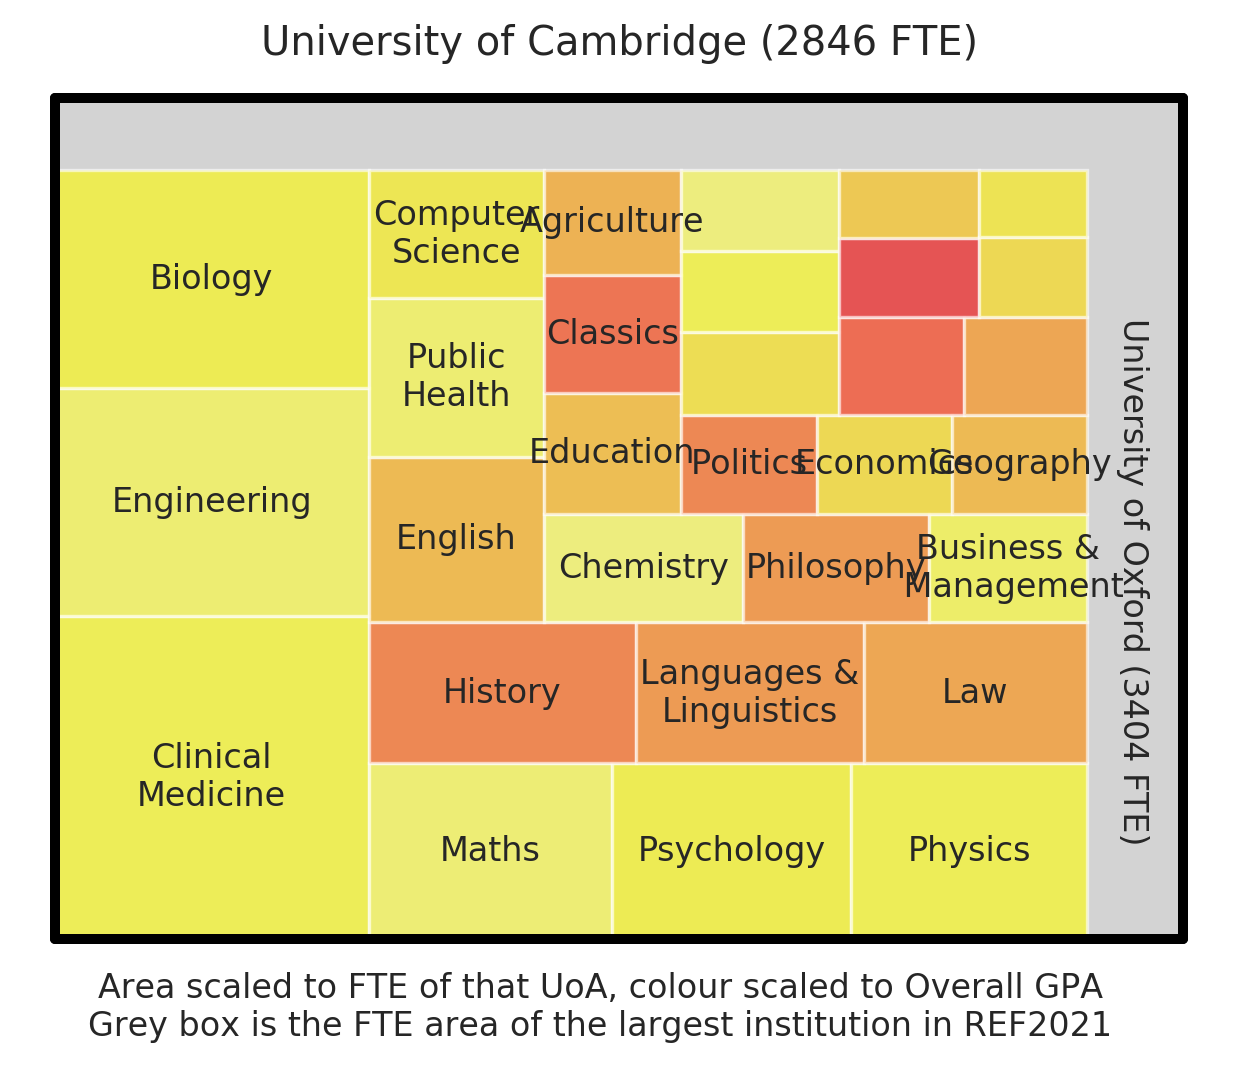 University of Cambridge (2846 FTE)
Computer
Science
Agriculture
Biology
Classics
Public
Health
Education
Politics
Economics
Geography
Engineering
English
Chemistry
Philosophy
Business &
Management
University of Oxford (3404 FTE)
History
Languages &
Linguistics
Law
Clinical
Medicine
Maths
Psychology
Physics
Area scaled to FTE of that UoA, colour scaled to Overall GPA
Grey box is the FTE area of the largest institution in REF2021